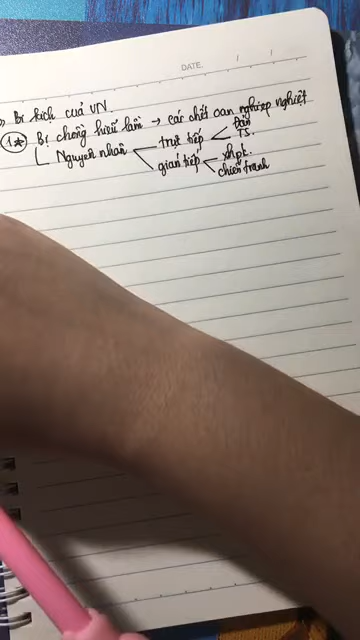 DATE.
Bi kịch của VN.
1* Bị chồng hiểu lầm → cái chết oan nghiệp nghiệt
Nguyên nhân trực tiếp Đản
TS.
gián tiếp xhpk.
chiến tranh